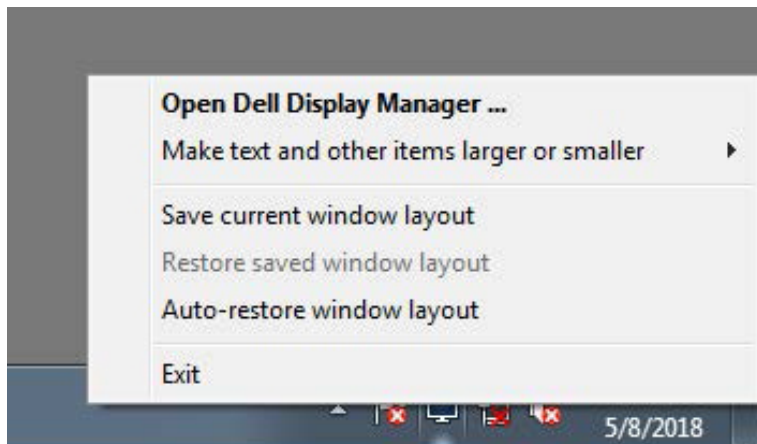 Open Dell Display Manager ...
Make text and other items larger or smaller
Save current window layout
Restore saved window layout
Auto-restore window layout
Exit
5/8/2018